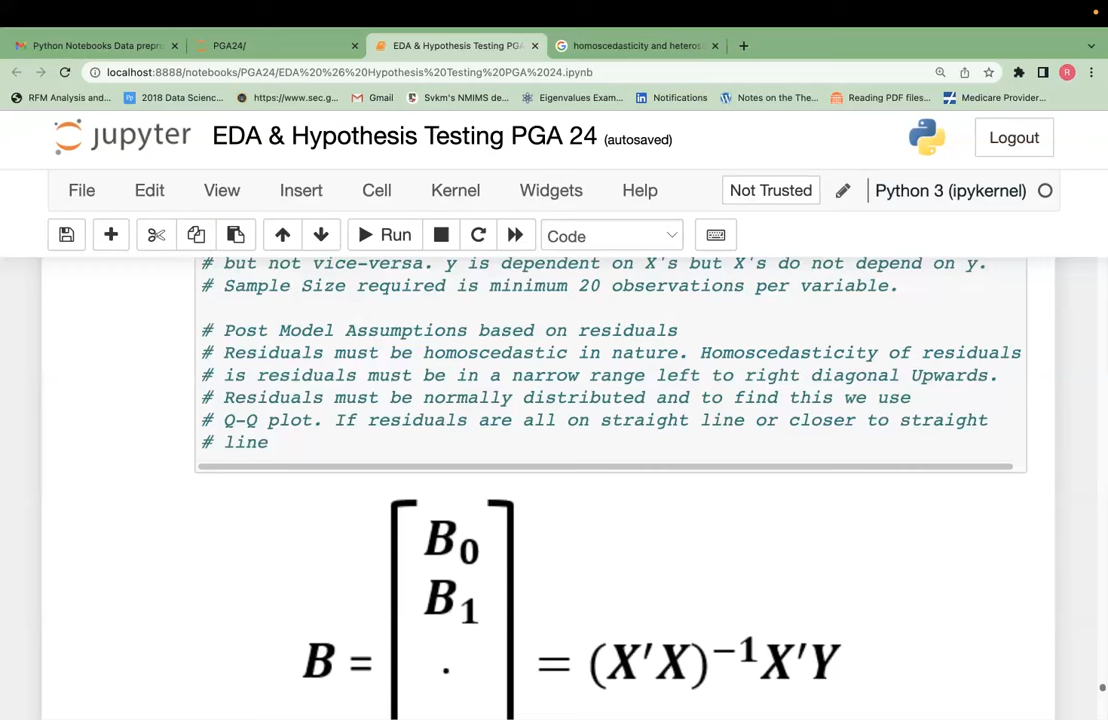 Python Notebooks Data prepr
PGA24/
EDA & Hypothesis Testing PGA
homoscedasticity and heteros
localhost:8888/notebooks/PGA24/EDA%20%26%20Hypothesis%20Testing%20PGA%2024.ipynb
R
RFM Analysis and...
2018 Data Scienc...
https://www.sec.g...
Gmail
Svkm's NMIMS de...
Eigenvalues Exam...
Notifications
Notes on the The...
Reading PDF files...
Medicare Provider...
jupyter
EDA & Hypothesis Testing PGA 24 (autosaved)
Logout
File Edit View Insert Cell Kernel Widgets Help
Not Trusted
Python 3 (ipykernel)
Run
Code
# but not vice-versa. y is dependent on X's but X's do not depend on y.
# Sample Size required is minimum 20 observations per variable.
# Post Model Assumptions based on residuals
# Residuals must be homoscedastic in nature. Homoscedasticity of residuals
# is residuals must be in a narrow range left to right diagonal Upwards.
# Residuals must be normally distributed and to find this we use
# Q-Q plot. If residuals are all on straight line or closer to straight
# line
B₀
B₁
B = [ . ] = (X'X)⁻¹X'Y